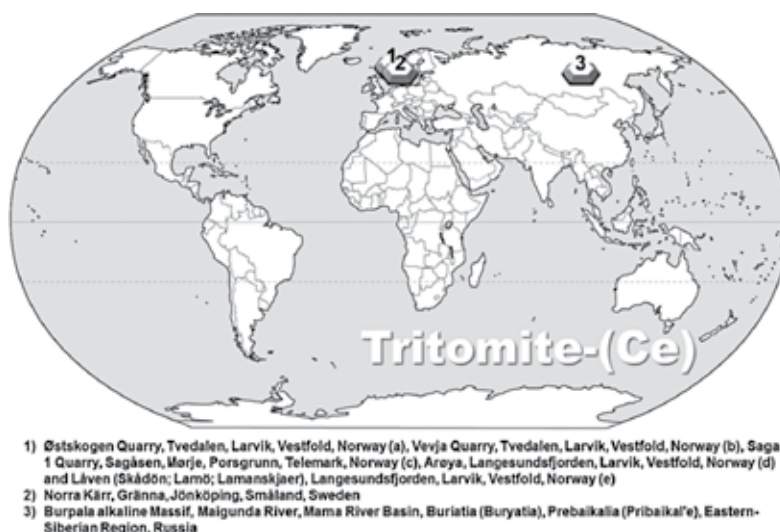 1
2
3
Tritomite-(Ce)
1) Østskogen Quarry, Tvedalen, Larvik, Vestfold, Norway (a), Vevja Quarry, Tvedalen, Larvik, Vestfold, Norway (b), Saga
1 Quarry, Sagåsen, Mørje, Porsgrunn, Telemark, Norway (c), Arøya, Langesundsfjorden, Larvik, Vestfold, Norway (d)
and Låven (Skådön; Lamö; Lamanskjaer), Langesundsfjorden, Larvik, Vestfold, Norway (e)
2) Norra Kärr, Gränna, Jönköping, Småland, Sweden
3) Burpala alkaline Massif, Maigunda River, Mama River Basin, Buriatia (Buryatia), Prebaikalia (Pribaikal'e), Eastern-
Siberian Region, Russia